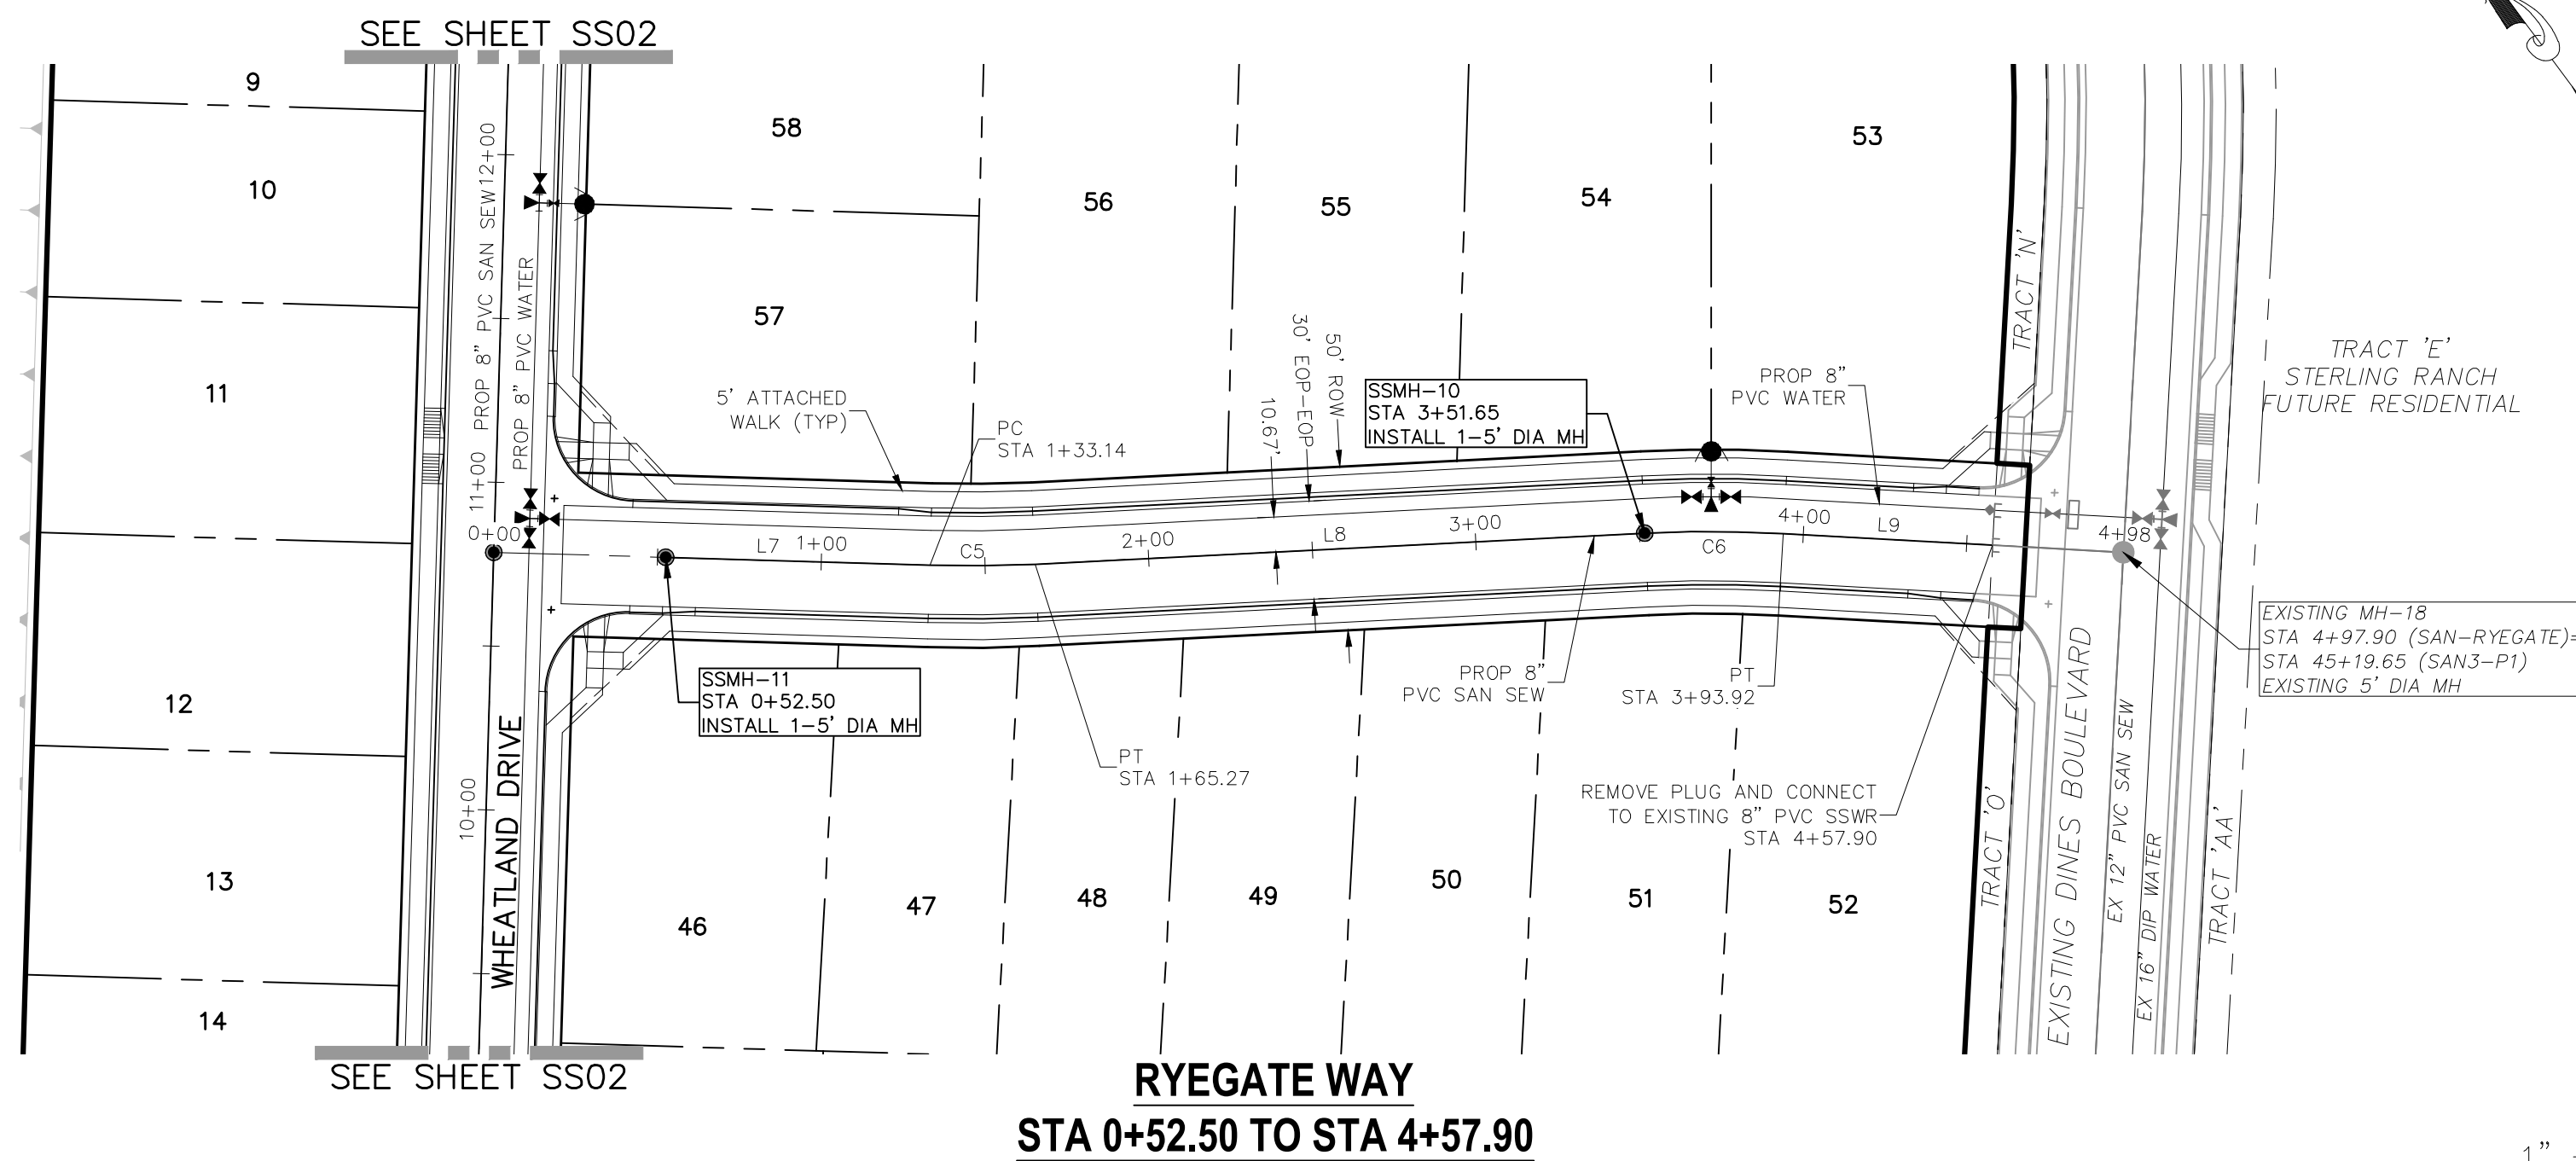 SEE SHEET SS02
9
10
11
12
13
14
58
57
56
55
54
53
12+00
PROP 8" PVC SAN SEW
11+00
PROP 8" PVC WATER
10+00
WHEATLAND DRIVE
5' ATTACHED
WALK (TYP)
PC
STA 1+33.14
10.67'
30' EOP-EOP
50' ROW
SSMH-10
STA 3+51.65
INSTALL 1-5' DIA MH
PROP 8"
PVC WATER
TRACT 'N'
TRACT 'E'
STERLING RANCH
FUTURE RESIDENTIAL
0+00
L7
1+00
C5
2+00
L8
3+00
C6
4+00
L9
4+98
SSMH-11
STA 0+52.50
INSTALL 1-5' DIA MH
PT
STA 1+65.27
PROP 8"
PVC SAN SEW
PT
STA 3+93.92
REMOVE PLUG AND CONNECT
TO EXISTING 8" PVC SSWR
STA 4+57.90
EXISTING MH-18
STA 4+97.90 (SAN-RYEGATE)=
STA 45+19.65 (SAN3-P1)
EXISTING 5' DIA MH
46
47
48
49
50
51
52
TRACT 'O'
EXISTING DINES BOULEVARD
EX 12" PVC SAN SEW
EX 16" DIP WATER
TRACT 'AA'
SEE SHEET SS02
RYEGATE WAY
STA 0+52.50 TO STA 4+57.90
1"